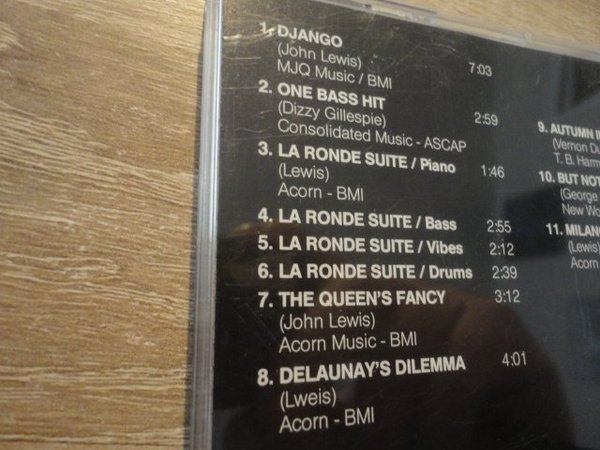 1. DJANGO
(John Lewis) 7:03
MJQ Music / BMI
2. ONE BASS HIT
(Dizzy Gillespie) 2:59
Consolidated Music - ASCAP
3. LA RONDE SUITE / Piano
(Lewis) 1:46
Acorn - BMI
4. LA RONDE SUITE / Bass 2:55
5. LA RONDE SUITE / Vibes 2:12
6. LA RONDE SUITE / Drums 2:39
7. THE QUEEN'S FANCY 3:12
(John Lewis)
Acorn Music - BMI
8. DELAUNAY'S DILEMMA 4:01
(Lweis)
Acorn - BMI
9. AUTUMN I
(Vernon Du
T. B. Harm
10. BUT NOT
(George
New Wo
11. MILANO
(Lewis)
Acorn